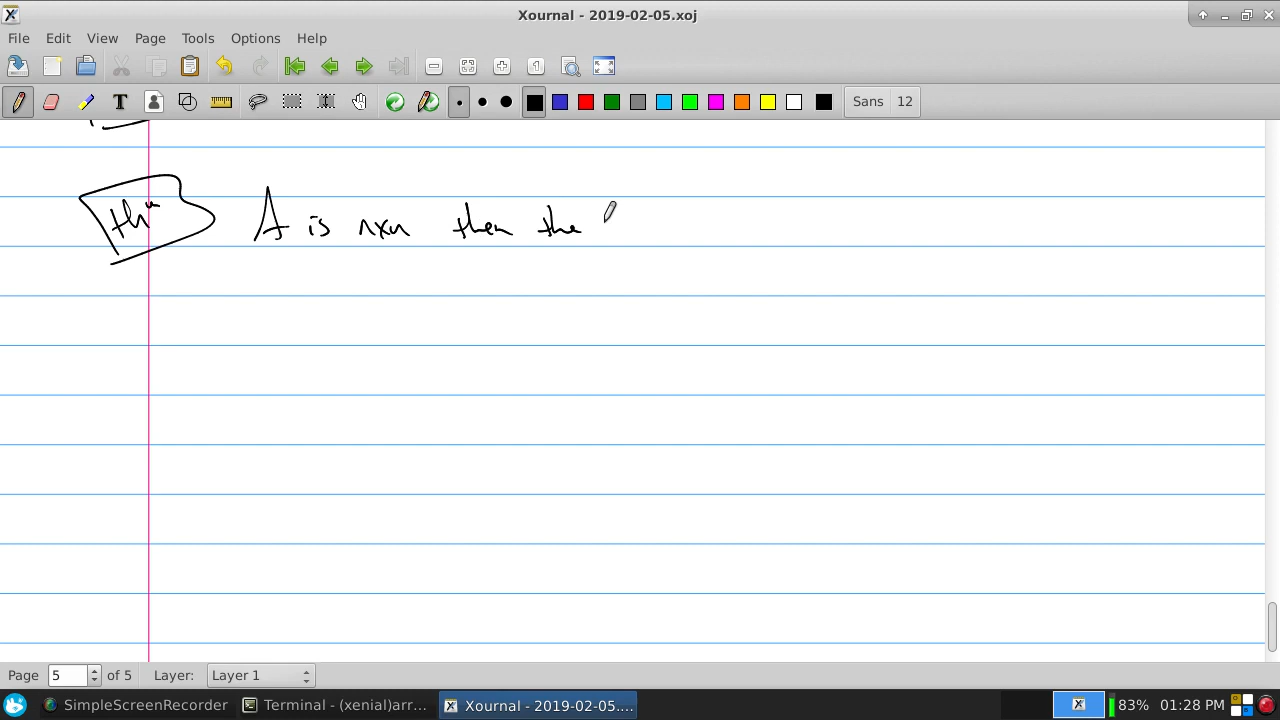 Xournal - 2019-02-05.xoj
File Edit View Page Tools Options Help
Sans 12
thm A is nxn then the
Page 5 of 5 Layer: Layer 1
SimpleScreenRecorder Terminal - (xenial)arr... Xournal - 2019-02-05.... 83% 01:28 PM